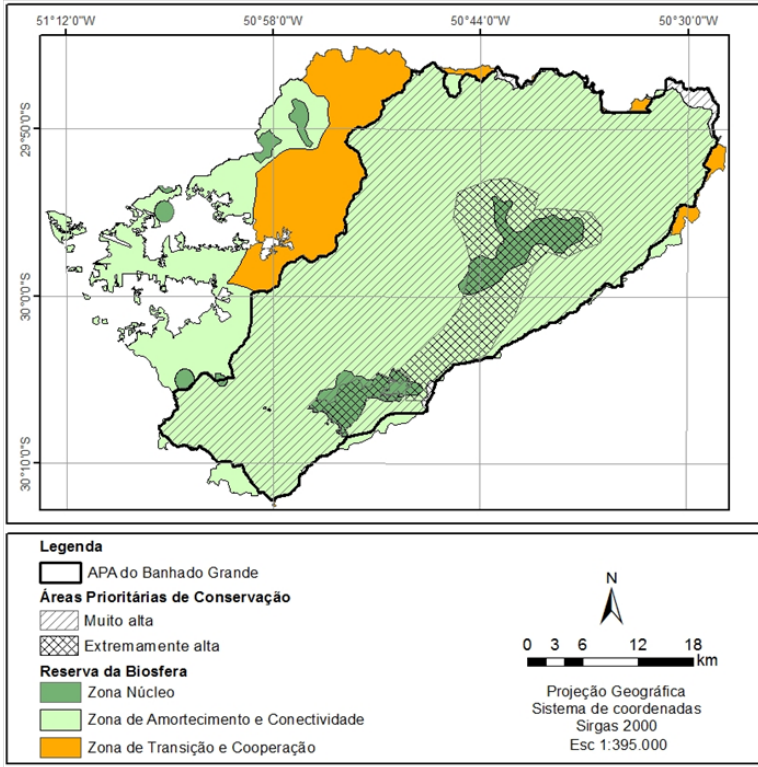 51°12'0"W 50°58'0"W 50°44'0"W 50°30'0"W
29°50'0"S
30°0'0"S
30°10'0"S
Legenda
APA do Banhado Grande
Áreas Prioritárias de Conservação
Muito alta
Extremamente alta
Reserva da Biosfera
Zona Núcleo
Zona de Amortecimento e Conectividade
Zona de Transição e Cooperação
N
0 3 6 12 18
km
Projeção Geográfica
Sistema de coordenadas
Sirgas 2000
Esc 1:395.000